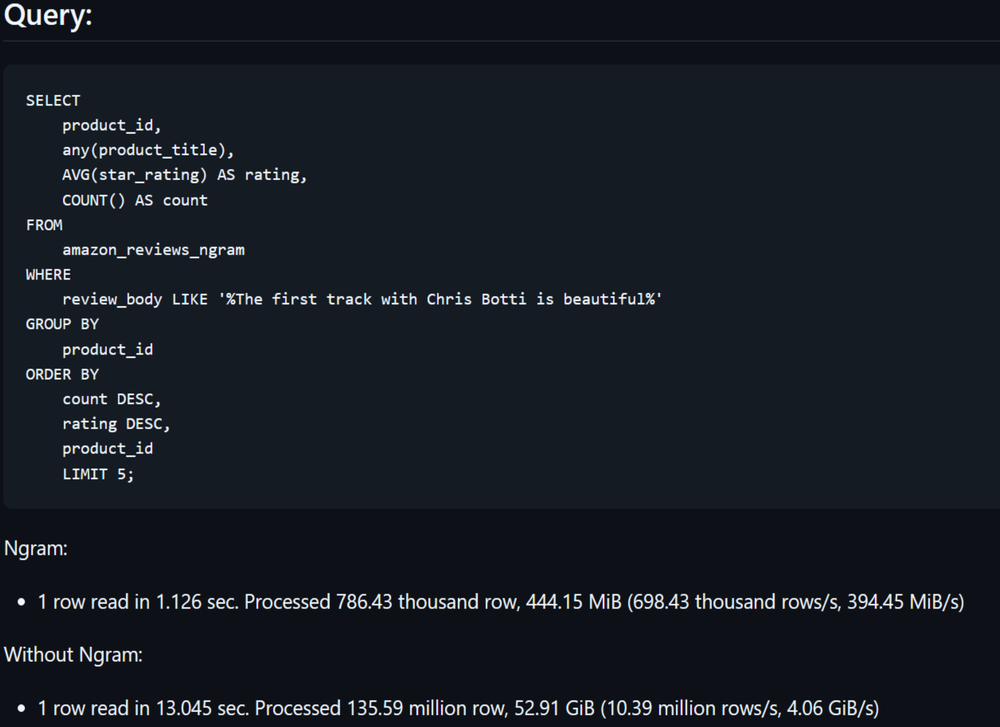 Query:
SELECT
    product_id,
    any(product_title),
    AVG(star_rating) AS rating,
    COUNT() AS count
FROM
    amazon_reviews_ngram
WHERE
    review_body LIKE '%The first track with Chris Botti is beautiful%'
GROUP BY
    product_id
ORDER BY
    count DESC,
    rating DESC,
    product_id
    LIMIT 5;
Ngram:
• 1 row read in 1.126 sec. Processed 786.43 thousand row, 444.15 MiB (698.43 thousand rows/s, 394.45 MiB/s)
Without Ngram:
• 1 row read in 13.045 sec. Processed 135.59 million row, 52.91 GiB (10.39 million rows/s, 4.06 GiB/s)